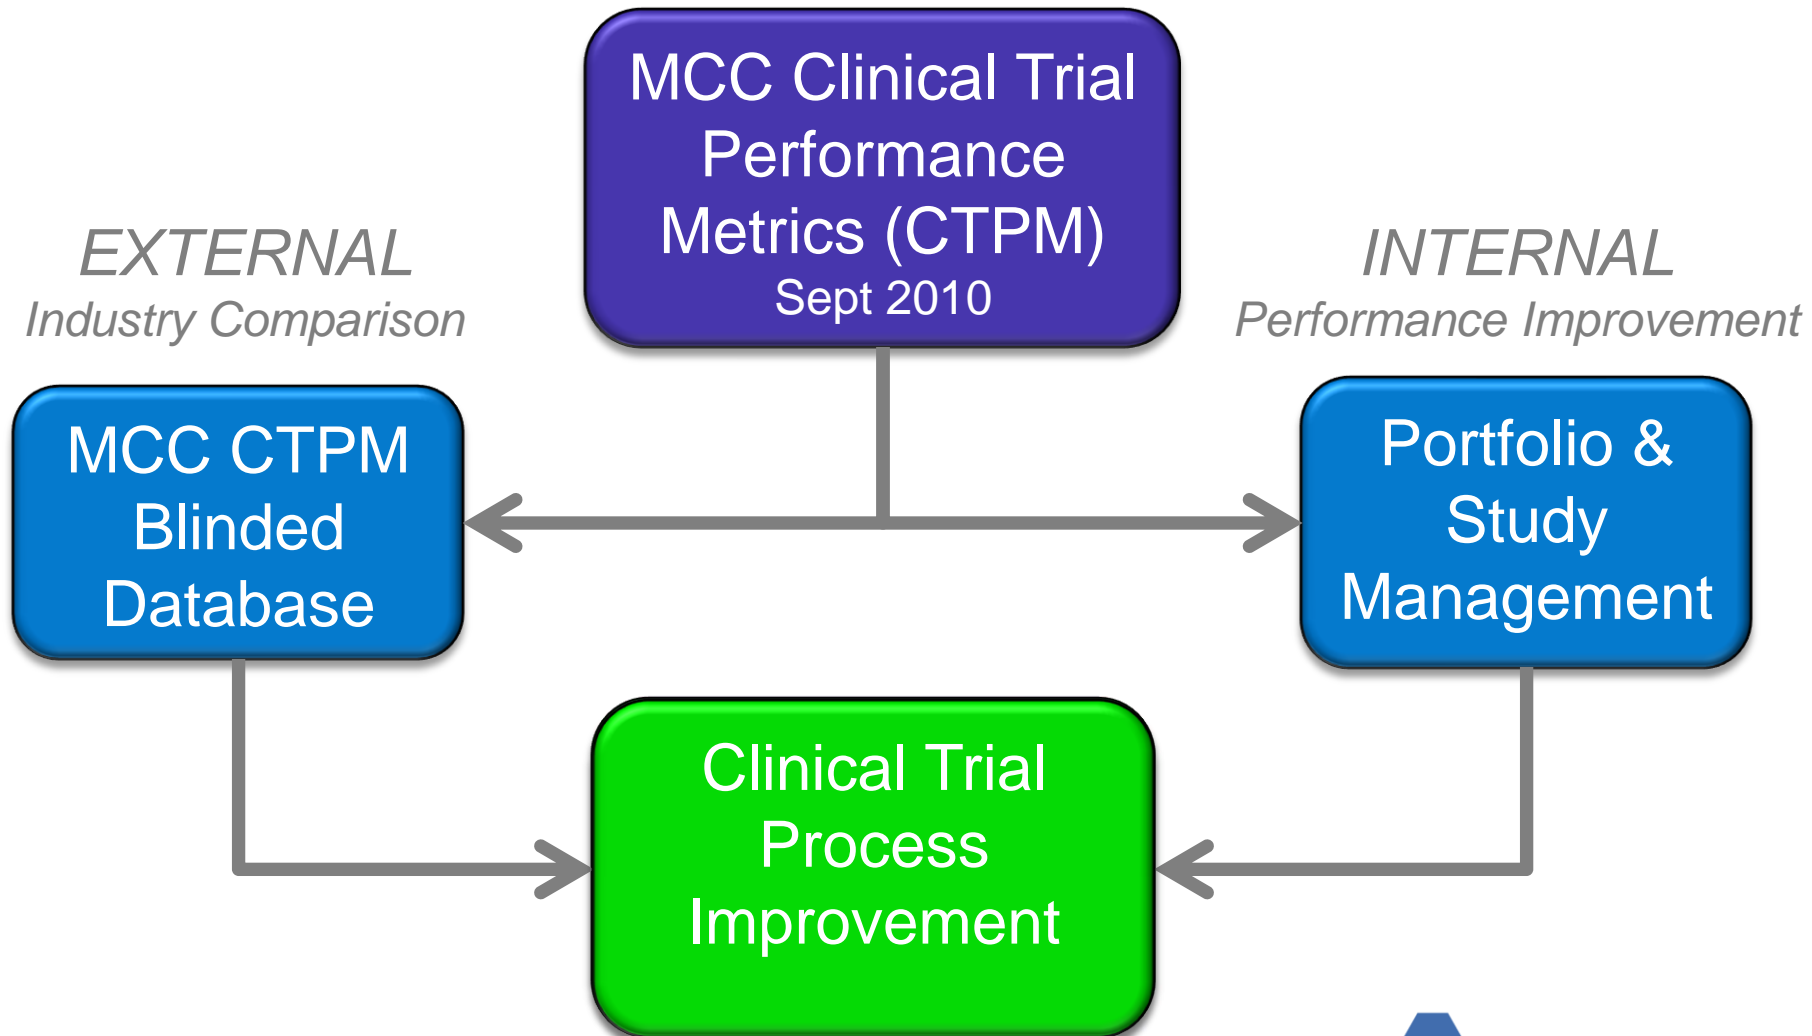 MCC Clinical Trial
Performance
Metrics (CTPM)
Sept 2010
EXTERNAL
Industry Comparison
INTERNAL
Performance Improvement
MCC CTPM
Blinded
Database
Portfolio &
Study
Management
Clinical Trial
Process
Improvement